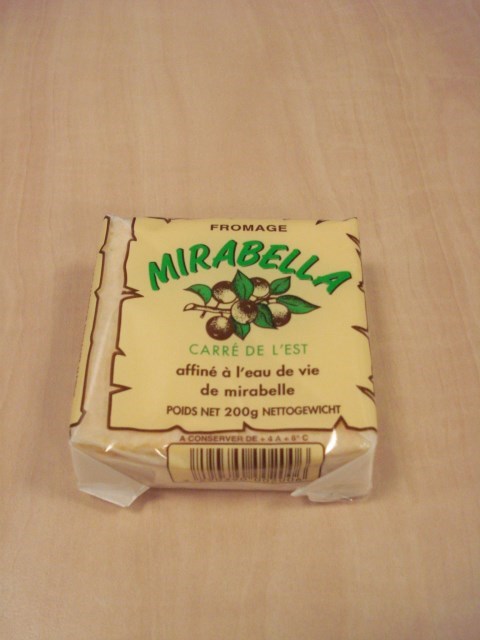 FROMAGE
MIRABELLA
CARRÉ DE L'EST
affiné à l'eau de vie
de mirabelle
POIDS NET 200g NETTOGEWICHT
A CONSERVER DE + 4 A + 6° C